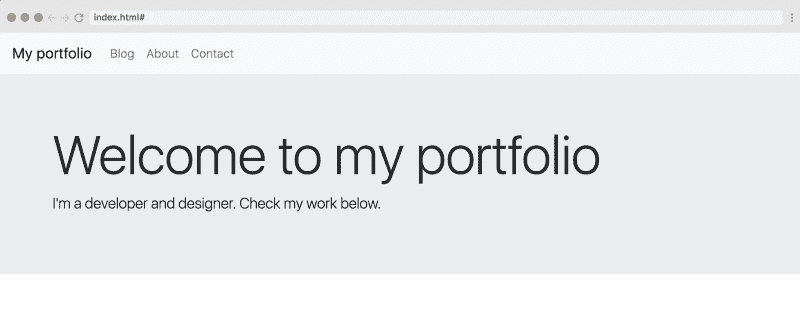 index.html#
My portfolio Blog About Contact
Welcome to my portfolio
I'm a developer and designer. Check my work below.